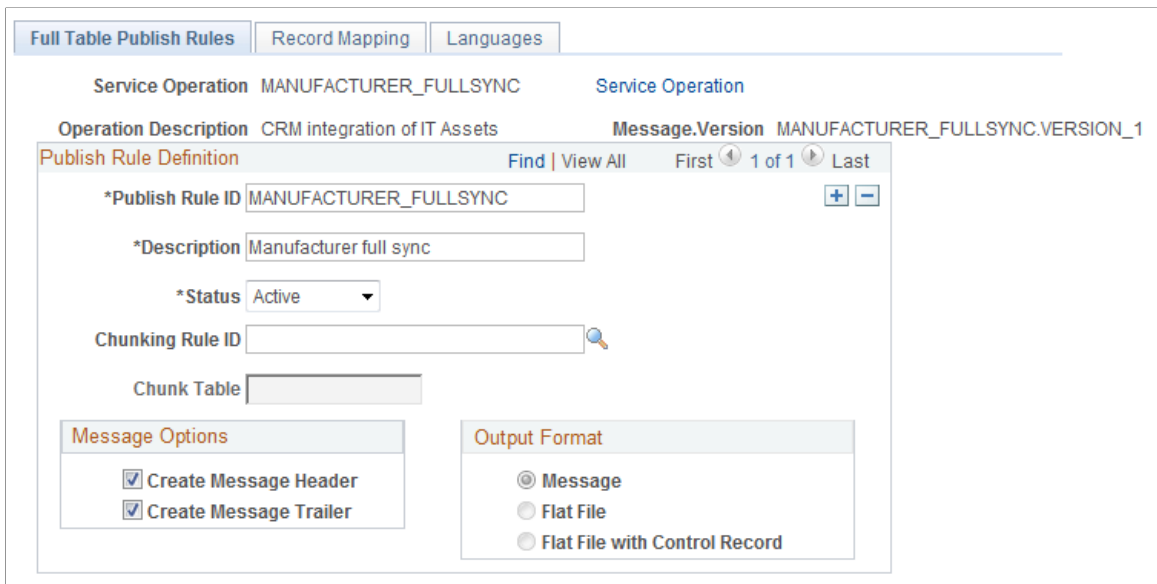 Full Table Publish Rules Record Mapping Languages
Service Operation MANUFACTURER_FULLSYNC Service Operation
Operation Description CRM integration of IT Assets Message.Version MANUFACTURER_FULLSYNC.VERSION_1
Publish Rule Definition Find | View All First 1 of 1 Last
*Publish Rule ID MANUFACTURER_FULLSYNC
*Description Manufacturer full sync
*Status Active
Chunking Rule ID
Chunk Table
Message Options Output Format
Create Message Header Message
Create Message Trailer Flat File
Flat File with Control Record